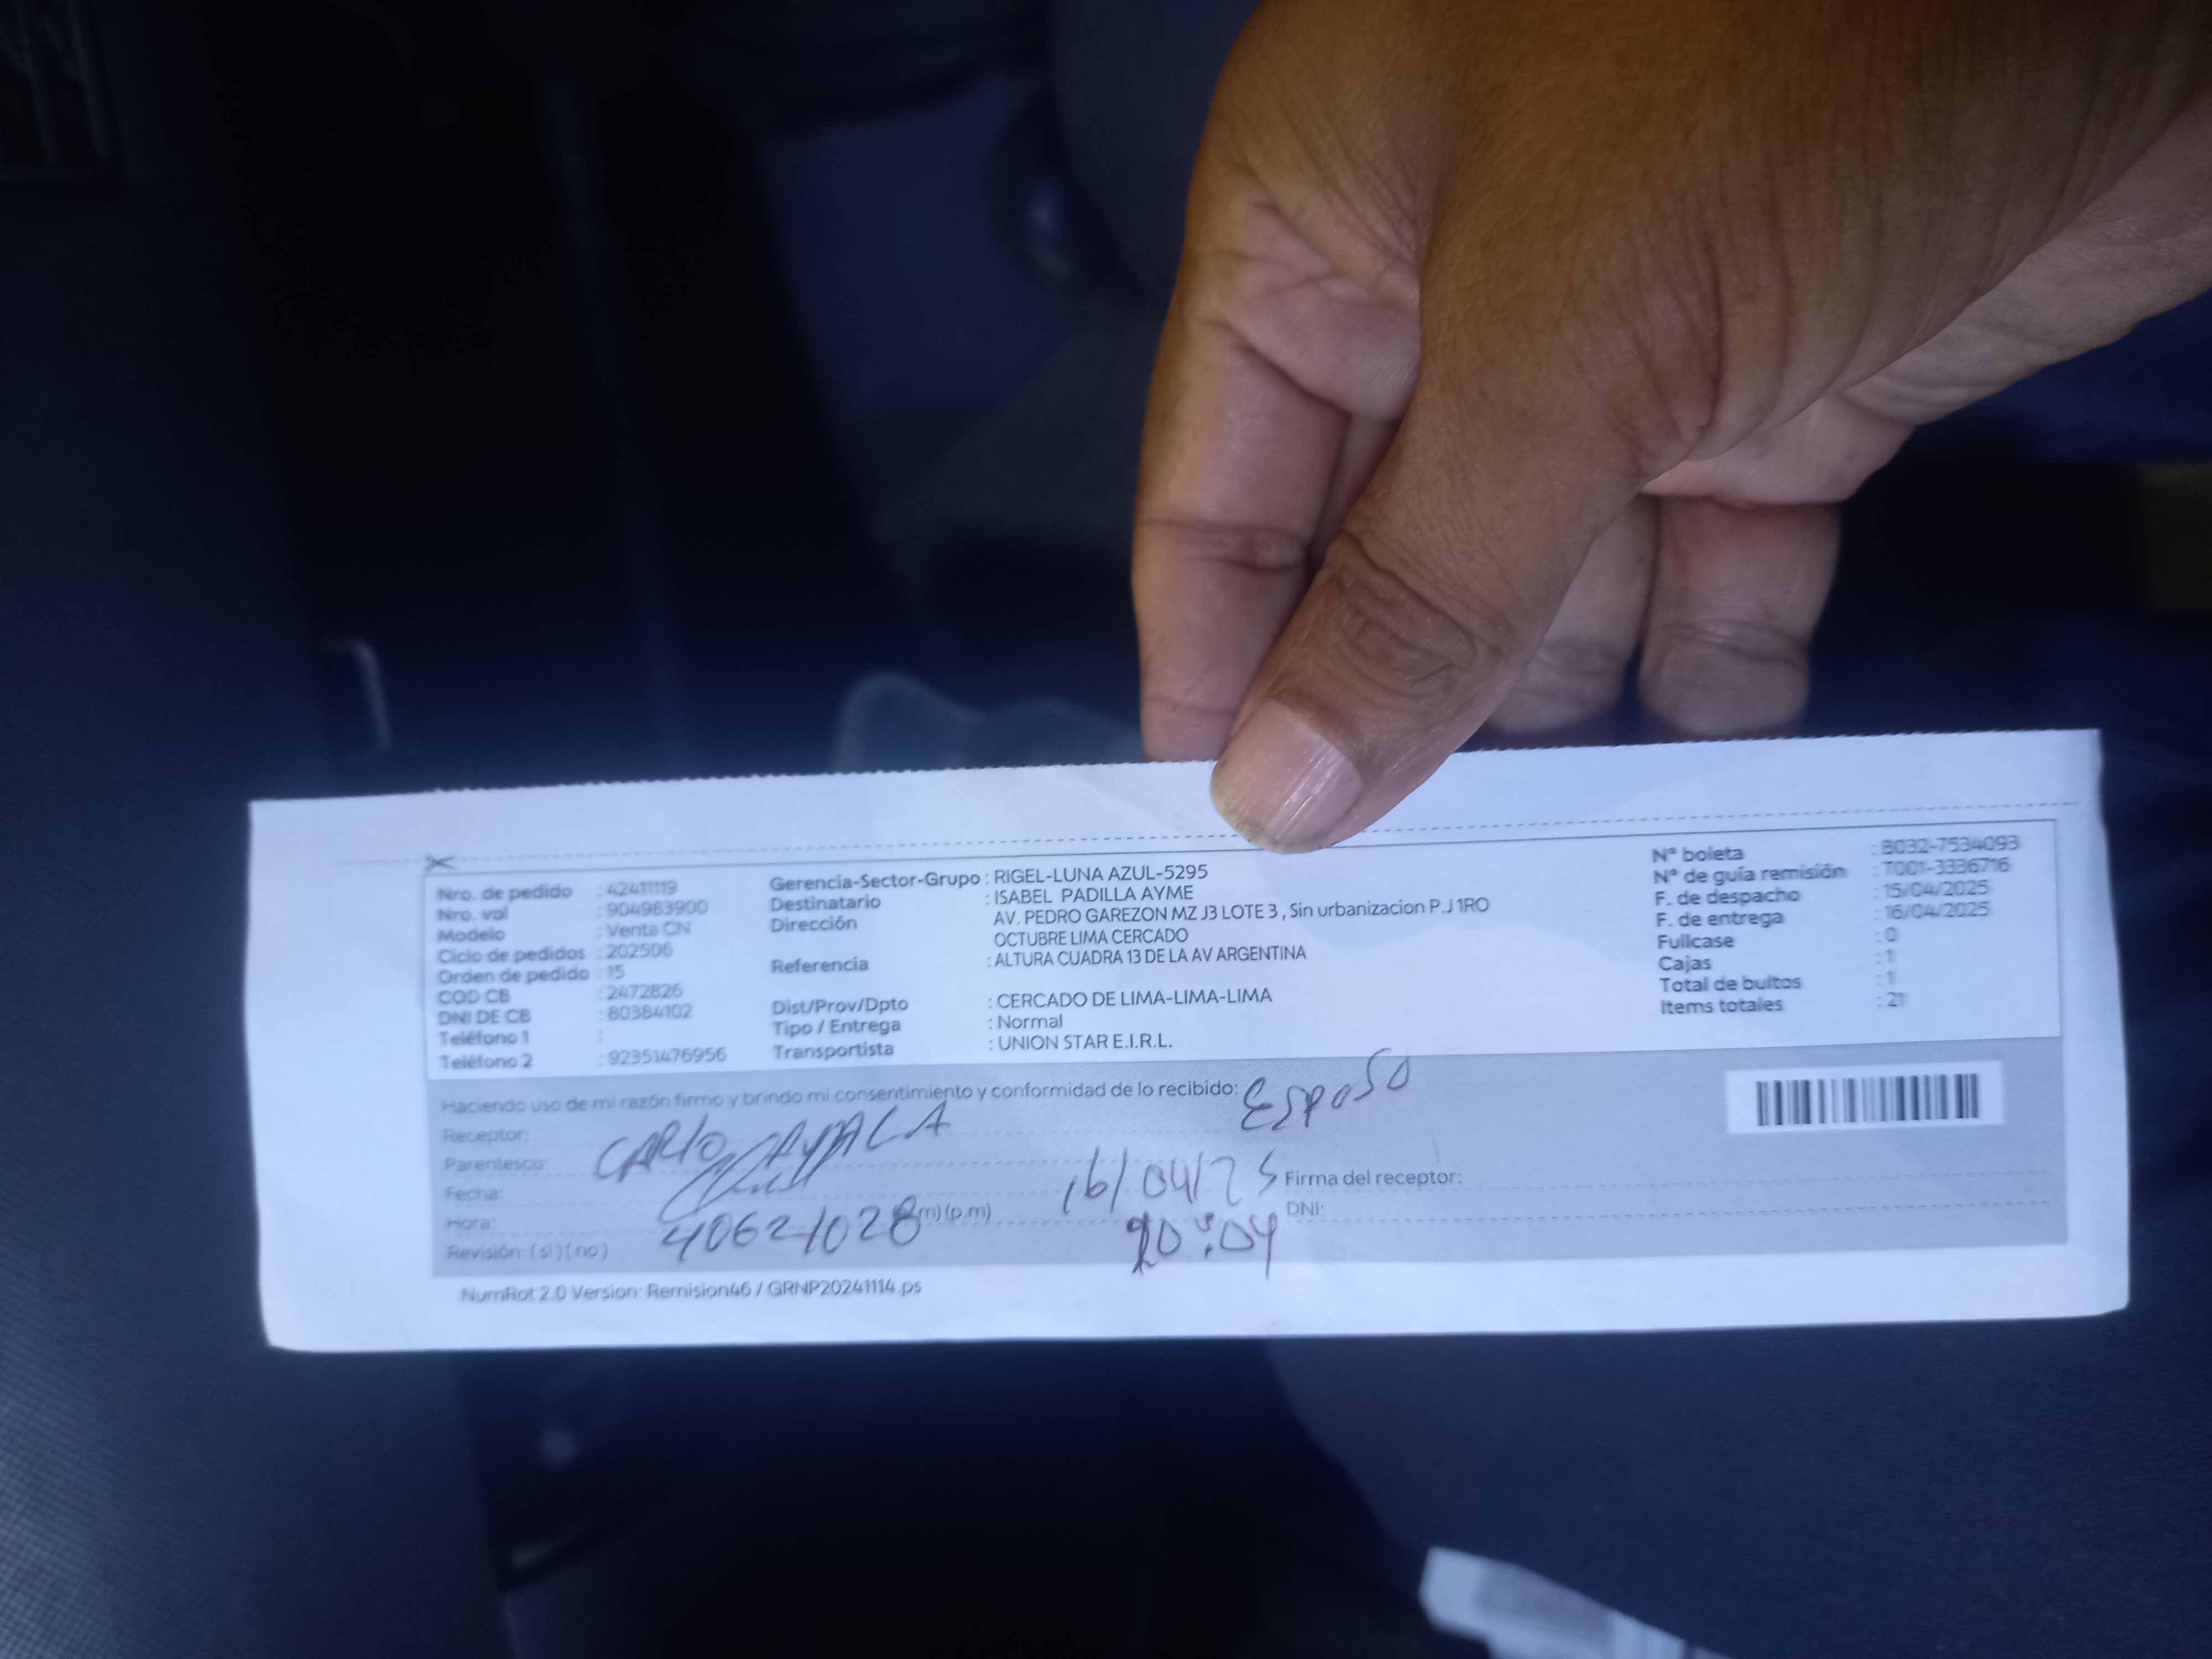 Nro. de pedido : 42411119
Nro. val : 904983900
Modelo : Venta CN
Ciclo de pedidos : 202506
Orden de pedido : 15
COD CB : 2472826
DNI DE CB : 80384102
Teléfono 1 :
Teléfono 2 : 92351476956
Gerencia-Sector-Grupo : RIGEL-LUNA AZUL-5295
Destinatario : ISABEL PADILLA AYME
Dirección AV. PEDRO GAREZON MZ J3 LOTE 3 , Sin urbanizacion P.J 1RO
OCTUBRE LIMA CERCADO
Referencia : ALTURA CUADRA 13 DE LA AV ARGENTINA
Dist/Prov/Dpto : CERCADO DE LIMA-LIMA-LIMA
Tipo / Entrega : Normal
Transportista : UNION STAR E.I.R.L.
N° boleta : B032-7534093
N° de guía remisión : T001-3336716
F. de despacho : 15/04/2025
F. de entrega : 16/04/2025
Fullcase : 0
Cajas : 1
Total de bultos : 1
Items totales : 21
Haciendo uso de mi razón firmo y brindo mi consentimiento y conformidad de lo recibido: Esposo
Receptor: CARLO
Parentesco:
Fecha: 16/04/25 Firma del receptor:
Hora: 40621028 m) (p.m) 20:04 DNI:
Revisión: ( si ) ( no )
NumRot 2.0 Version: Remision46 / GRNP20241114.ps